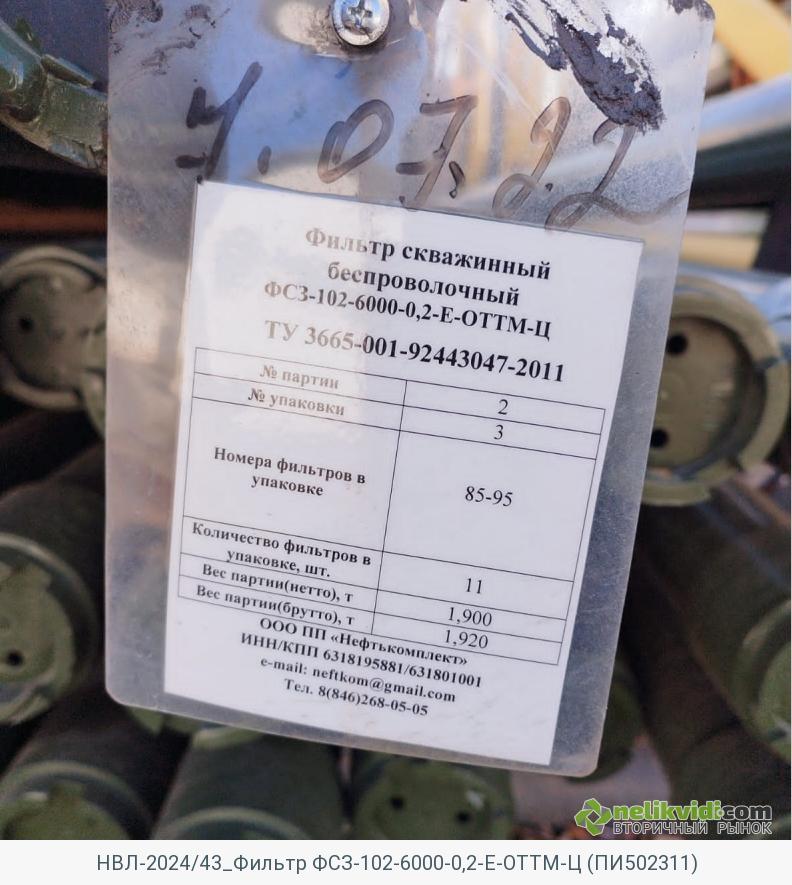 7.07.22
Фильтр скважинный
беспроволочный
ФСЗ-102-6000-0,2-Е-ОТТМ-Ц
ТУ 3665-001-92443047-2011
№ партии 2
№ упаковки 3
Номера фильтров в
упаковке 85-95
Количество фильтров в
упаковке, шт. 11
Вес партии(нетто), т 1,900
Вес партии(брутто), т 1,920
ООО ПП «Нефтькомплект»
ИНН/КПП 6318195881/631801001
e-mail: neftkom@gmail.com
Тел. 8(846)268-05-05
nelikvidi.com
ВТОРИЧНЫЙ РЫНОК
НВЛ-2024/43_Фильтр ФСЗ-102-6000-0,2-Е-ОТТМ-Ц (ПИ502311)